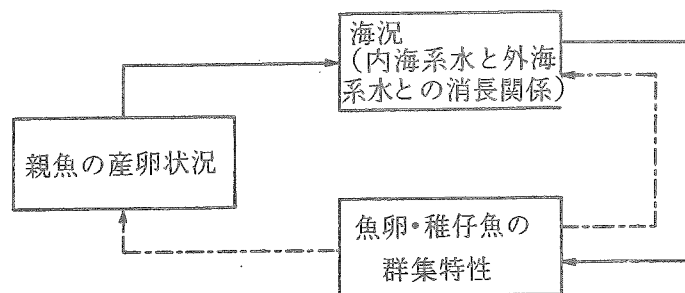 海況
(内海系水と外海
系水との消長関係)
親魚の産卵状況
魚卵・稚仔魚の
群集特性